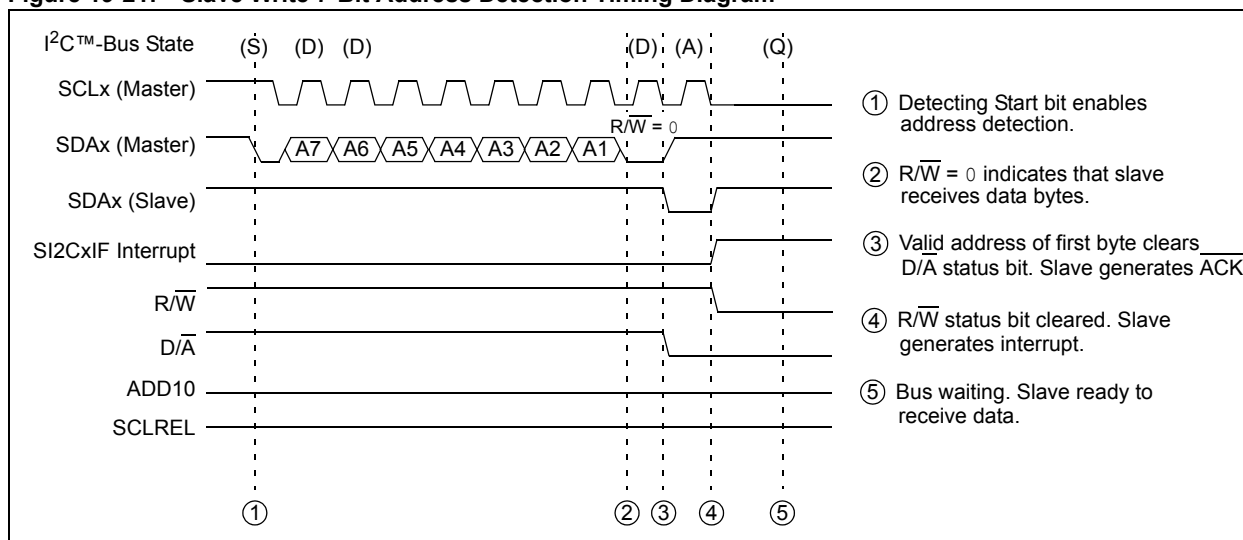 I2C™-Bus State (S) (D) (D) (D) (A) (Q)
SCLx (Master)
R/W = 0
SDAx (Master) A7 A6 A5 A4 A3 A2 A1
SDAx (Slave)
SI2CxIF Interrupt
R/W
D/A
ADD10
SCLREL
1 2 3 4 5
1 Detecting Start bit enables
address detection.
2 R/W = 0 indicates that slave
receives data bytes.
3 Valid address of first byte clears
D/A status bit. Slave generates ACK
4 R/W status bit cleared. Slave
generates interrupt.
5 Bus waiting. Slave ready to
receive data.